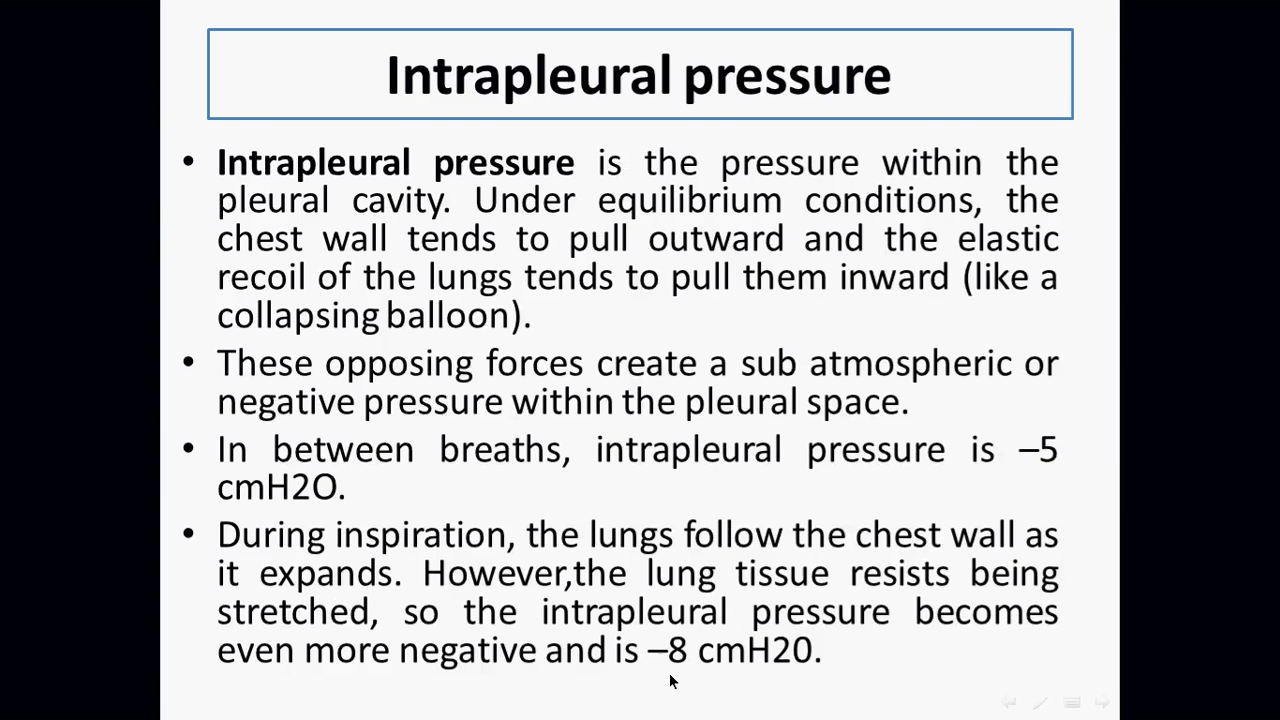 Intrapleural pressure
• Intrapleural pressure is the pressure within the
pleural cavity. Under equilibrium conditions, the
chest wall tends to pull outward and the elastic
recoil of the lungs tends to pull them inward (like a
collapsing balloon).
• These opposing forces create a sub atmospheric or
negative pressure within the pleural space.
• In between breaths, intrapleural pressure is –5
cmH2O.
• During inspiration, the lungs follow the chest wall as
it expands. However,the lung tissue resists being
stretched, so the intrapleural pressure becomes
even more negative and is –8 cmH20.